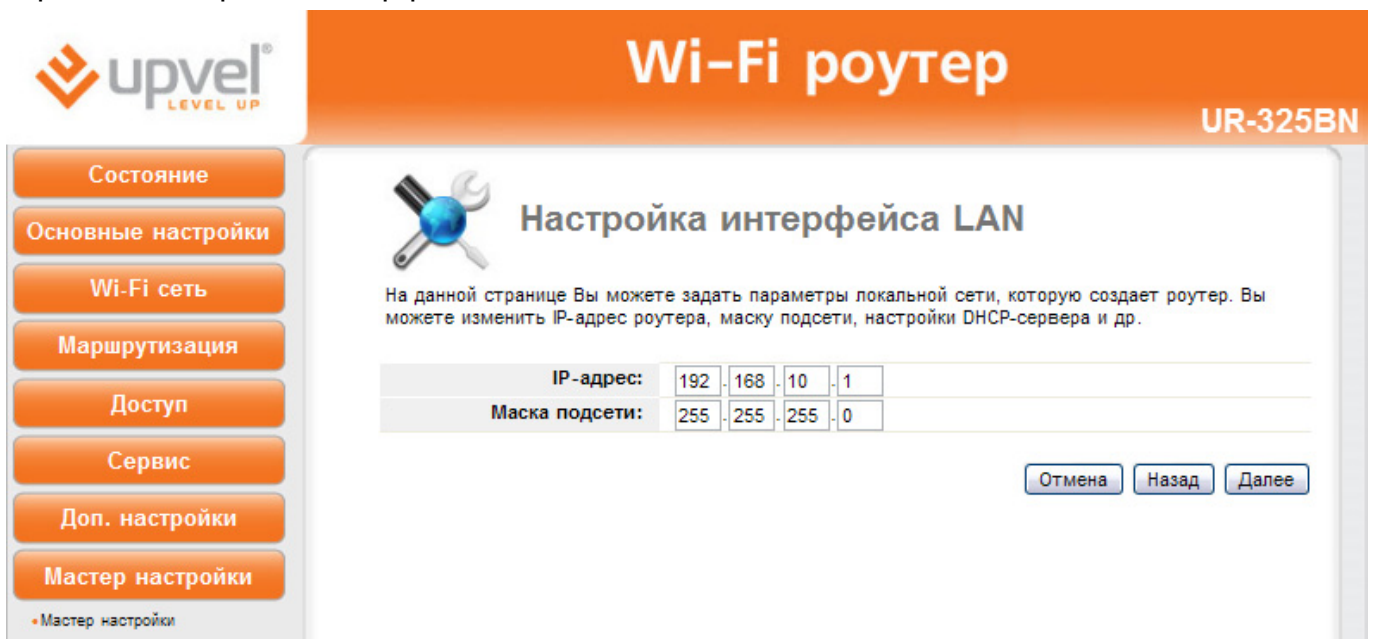 upvel®
LEVEL UP
Wi-Fi роутер
UR-325BN
Состояние
Основные настройки
Wi-Fi сеть
Маршрутизация
Доступ
Сервис
Доп. настройки
Мастер настройки
•Мастер настройки
Настройка интерфейса LAN
На данной странице Вы можете задать параметры локальной сети, которую создает роутер. Вы
можете изменить IP-адрес роутера, маску подсети, настройки DHCP-сервера и др.
IP-адрес: 192 . 168 . 10 . 1
Маска подсети: 255 . 255 . 255 . 0
Отмена Назад Далее